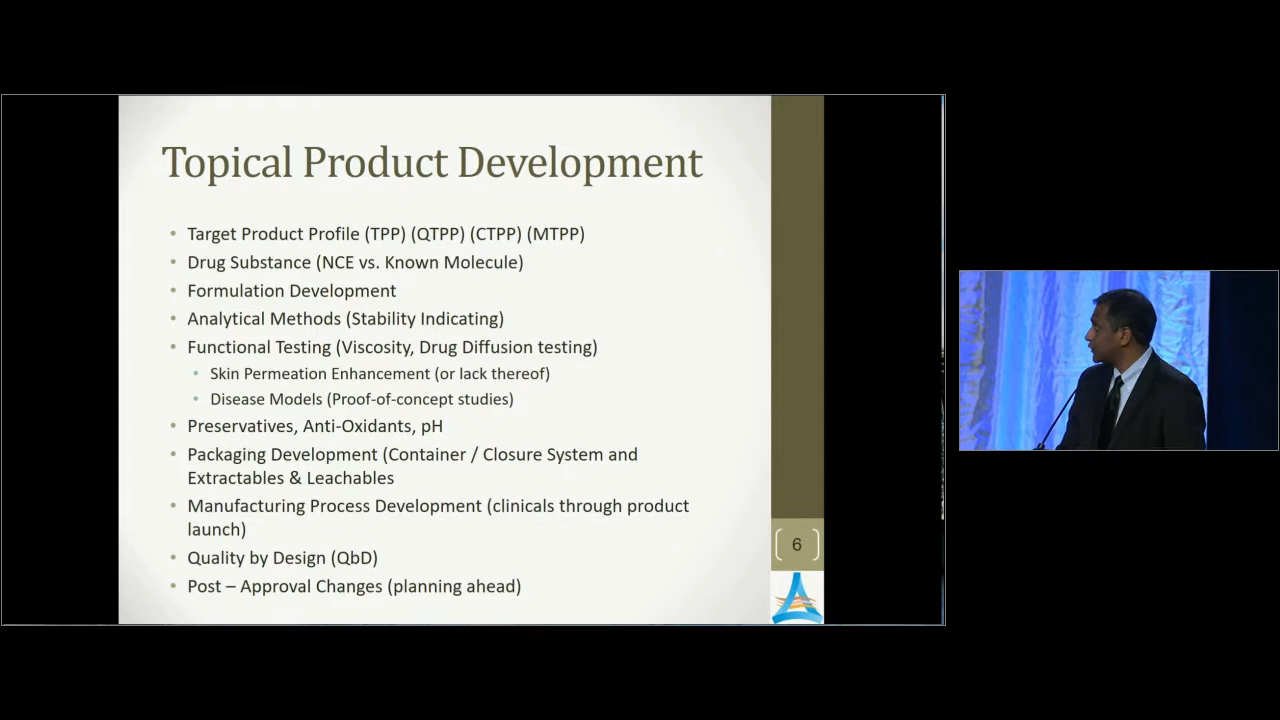 Topical Product Development
• Target Product Profile (TPP) (QTPP) (CTPP) (MTPP)
• Drug Substance (NCE vs. Known Molecule)
• Formulation Development
• Analytical Methods (Stability Indicating)
• Functional Testing (Viscosity, Drug Diffusion testing)
• Skin Permeation Enhancement (or lack thereof)
• Disease Models (Proof-of-concept studies)
• Preservatives, Anti-Oxidants, pH
• Packaging Development (Container / Closure System and
Extractables & Leachables
• Manufacturing Process Development (clinicals through product
launch)
• Quality by Design (QbD)
• Post – Approval Changes (planning ahead)
6